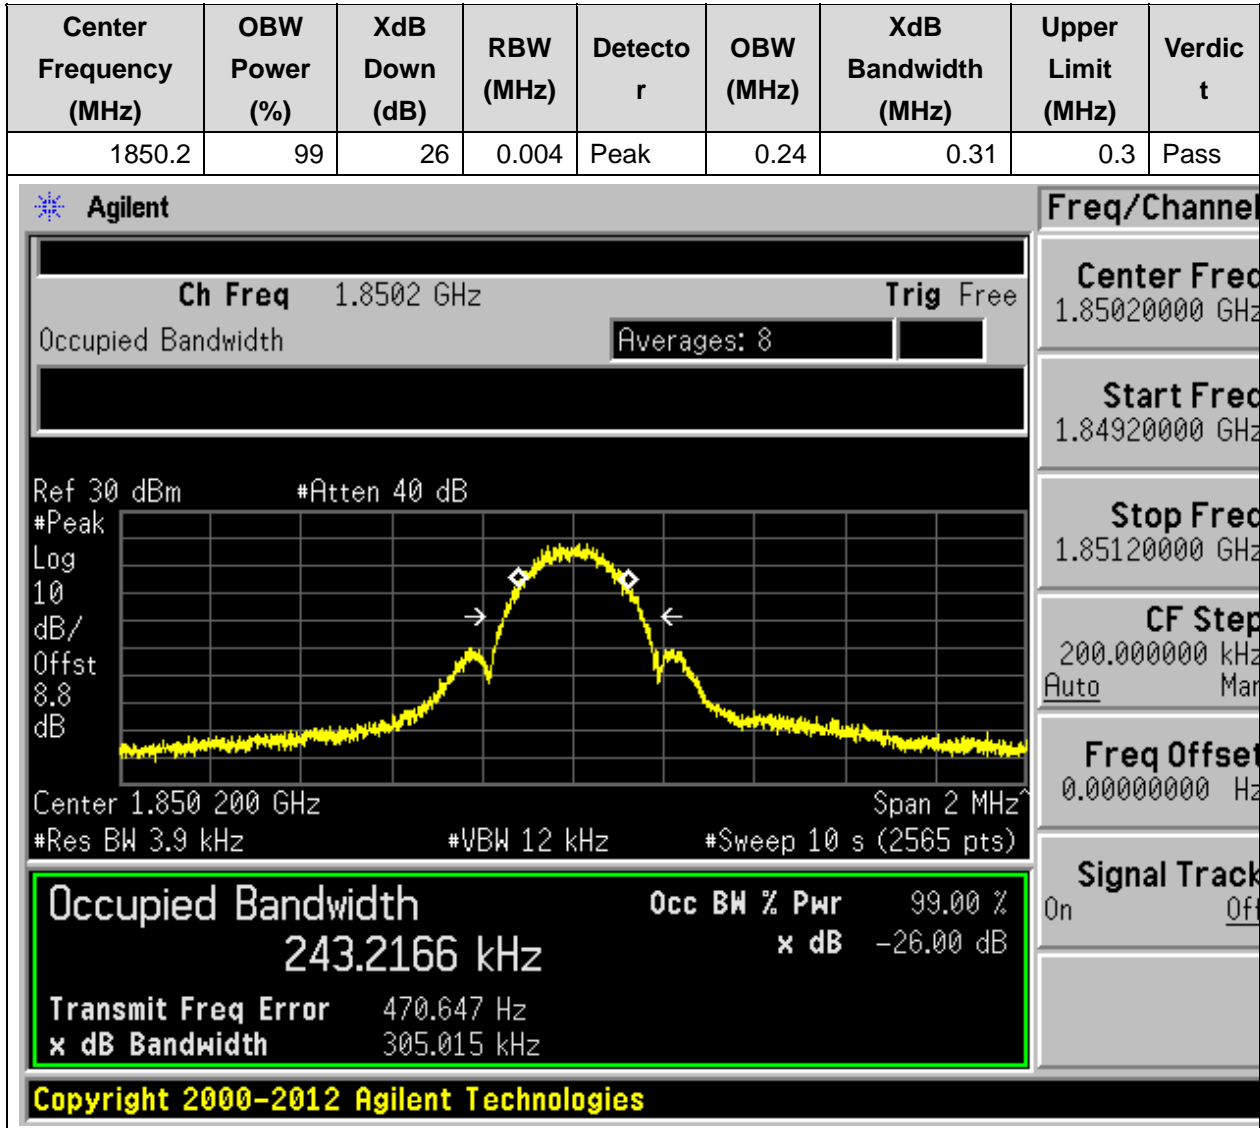 Center Frequency (MHz) OBW Power (%) XdB Down (dB) RBW (MHz) Detecto r OBW (MHz) XdB Bandwidth (MHz) Upper Limit (MHz) Verdic t
1850.2 99 26 0.004 Peak 0.24 0.31 0.3 Pass
Agilent
Freq/Channel
Ch Freq 1.8502 GHz Trig Free
Occupied Bandwidth Averages: 8
Center Freq
1.85020000 GHz
Start Freq
1.84920000 GHz
Stop Freq
1.85120000 GHz
CF Step
200.000000 kHz
Auto Man
Freq Offset
0.00000000 Hz
Signal Track
On Off
Ref 30 dBm #Atten 40 dB
#Peak
Log
10
dB/
Offst
8.8
dB
Center 1.850 200 GHz Span 2 MHz^
#Res BW 3.9 kHz #VBW 12 kHz #Sweep 10 s (2565 pts)
Occupied Bandwidth Occ BW % Pwr 99.00 %
243.2166 kHz x dB -26.00 dB
Transmit Freq Error 470.647 Hz
x dB Bandwidth 305.015 kHz
Copyright 2000-2012 Agilent Technologies